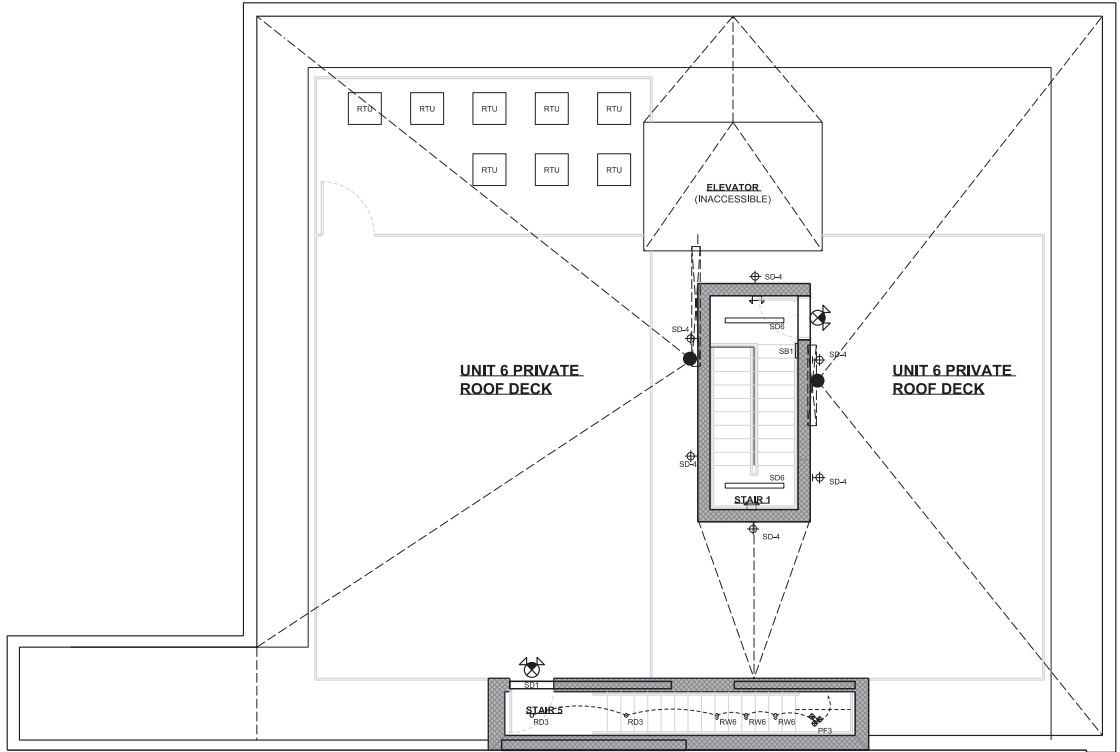 RTU RTU RTU RTU RTU
RTU RTU RTU
ELEVATOR
(INACCESSIBLE)
SD-4
SD6
SD-4
SB1
SD-4
UNIT 6 PRIVATE
ROOF DECK
UNIT 6 PRIVATE
ROOF DECK
SD-4
SD6
SD-4
STAIR 1
SD-4
SD1
STAIR 5
RD3 RD3 RW6 RW6 RW6
PF3